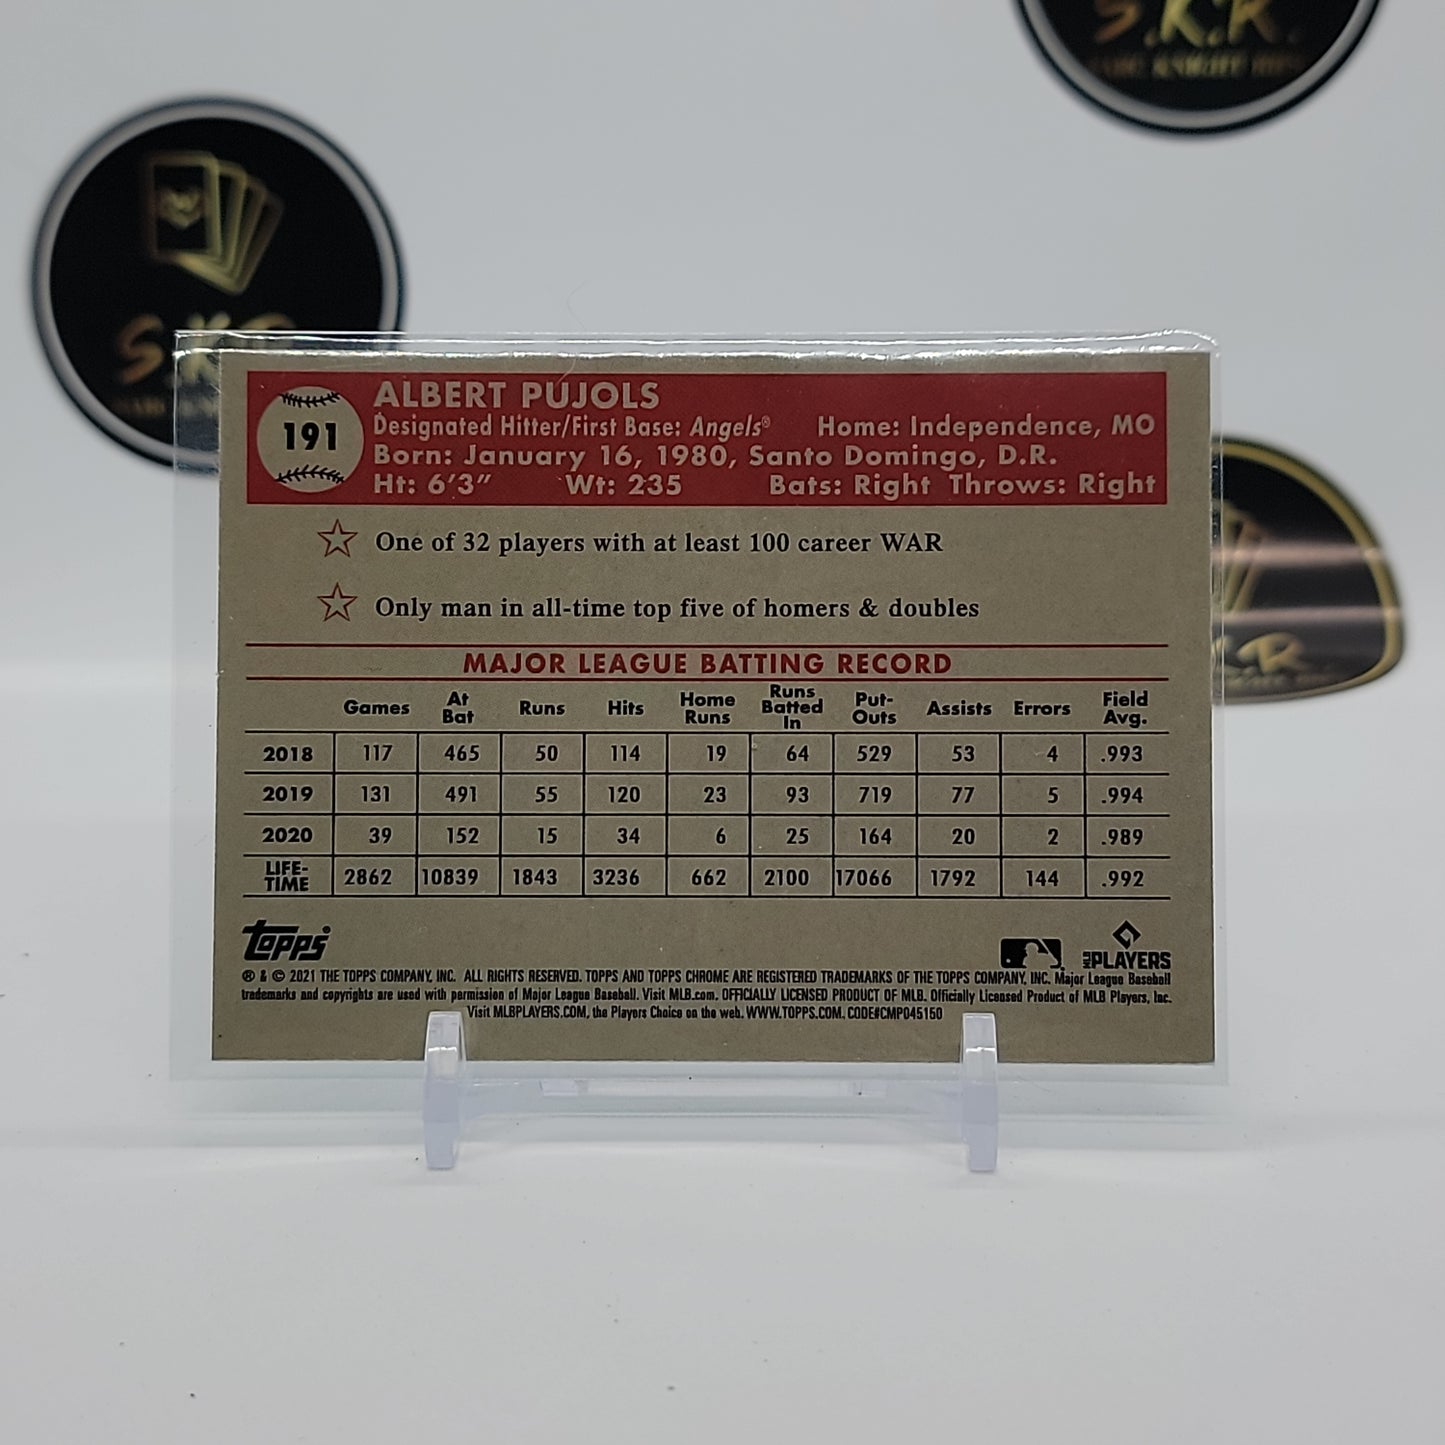 S.K.R.
S.K.R.
ALBERT PUJOLS
191
Designated Hitter/First Base: Angels® Home: Independence, MO
Born: January 16, 1980, Santo Domingo, D.R.
Ht: 6'3" Wt: 235 Bats: Right Throws: Right
One of 32 players with at least 100 career WAR
Only man in all-time top five of homers & doubles
MAJOR LEAGUE BATTING RECORD
Games At Bat Runs Hits Home Runs Runs Batted In Put-Outs Assists Errors Field Avg.
2018 117 465 50 114 19 64 529 53 4 .993
2019 131 491 55 120 23 93 719 77 5 .994
2020 39 152 15 34 6 25 164 20 2 .989
LIFE-TIME 2862 10839 1843 3236 662 2100 17066 1792 144 .992
topps MLB PLAYERS
® & © 2021 THE TOPPS COMPANY, INC. ALL RIGHTS RESERVED. TOPPS AND TOPPS CHROME ARE REGISTERED TRADEMARKS OF THE TOPPS COMPANY, INC. Major League Baseball
trademarks and copyrights are used with permission of Major League Baseball. Visit MLB.com. OFFICIALLY LICENSED PRODUCT OF MLB. Officially Licensed Product of MLB Players, Inc.
Visit MLBPLAYERS.COM, the Players Choice on the web. WWW.TOPPS.COM. CODE#CMP045150